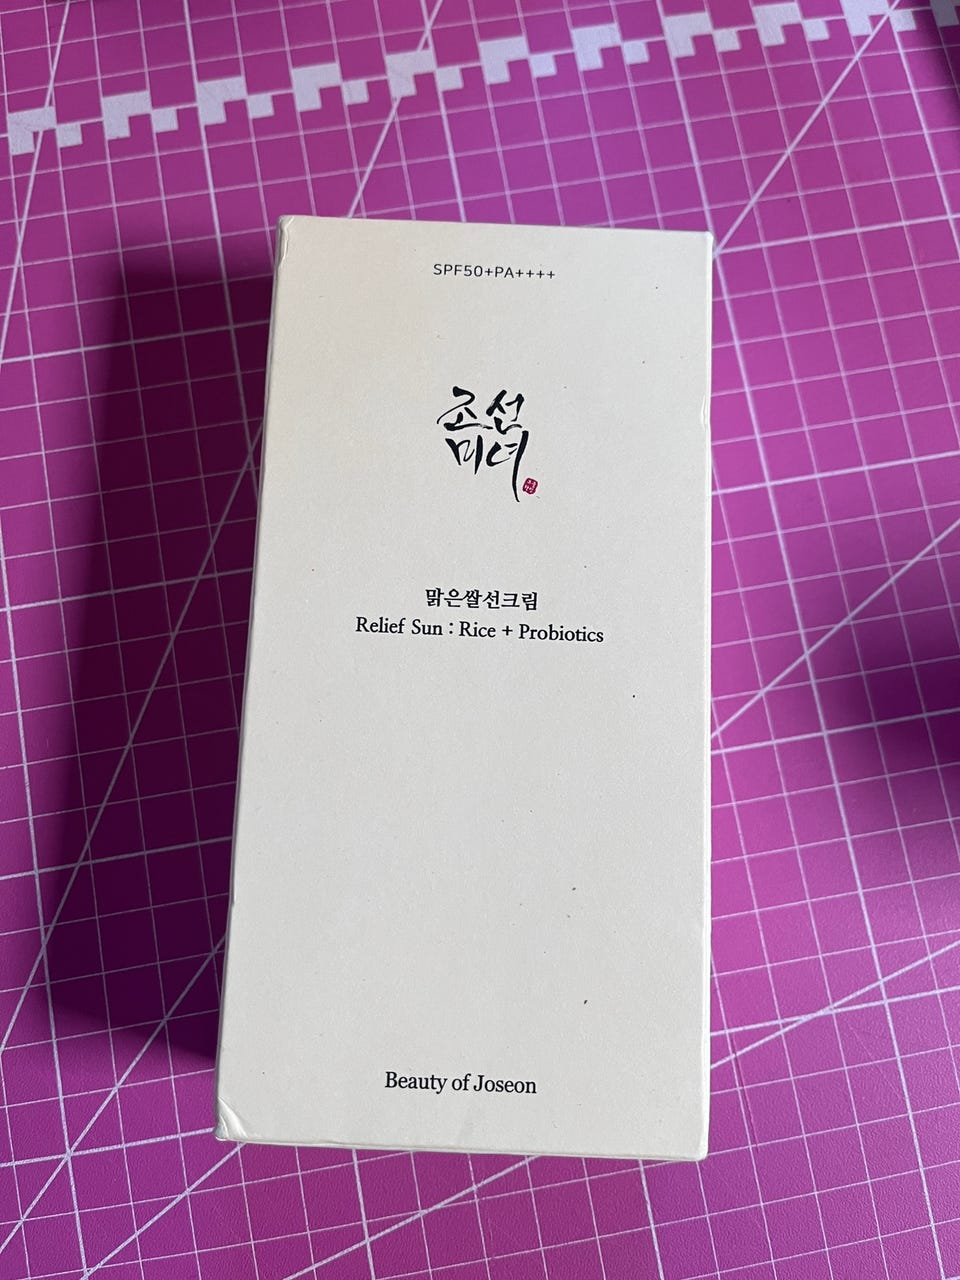 SPF50+PA++++
조선
미녀
맑은쌀선크림
Relief Sun : Rice + Probiotics
Beauty of Joseon